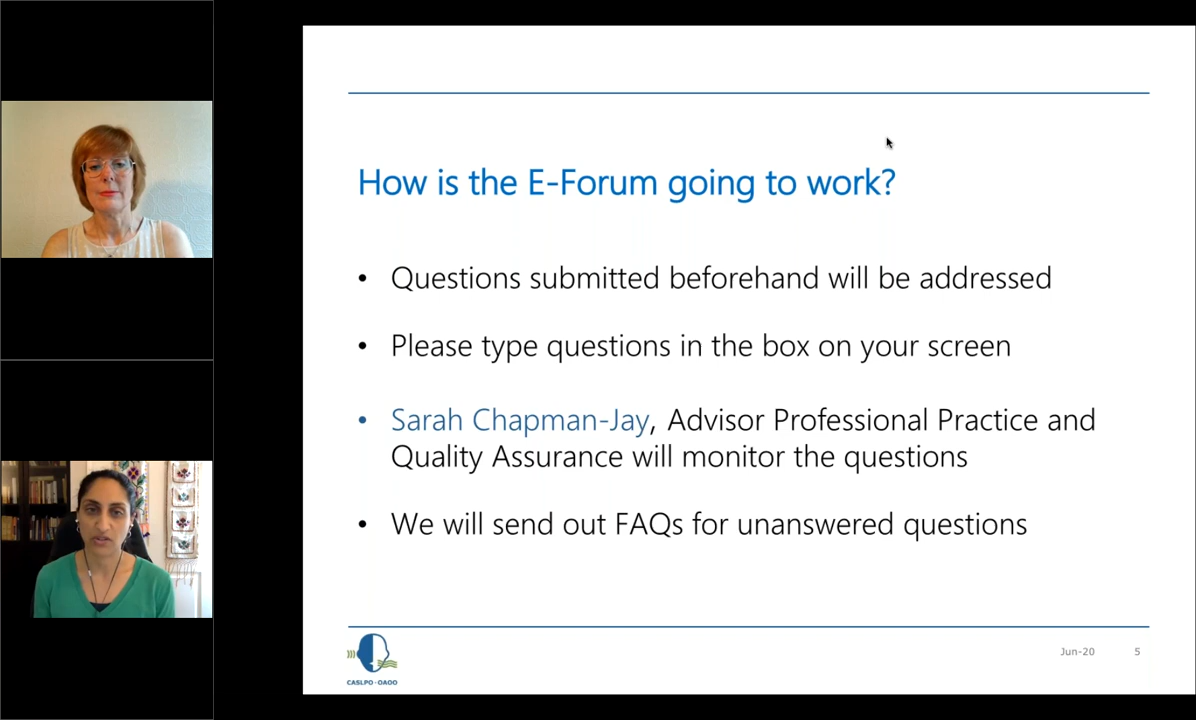 How is the E-Forum going to work?
• Questions submitted beforehand will be addressed
• Please type questions in the box on your screen
• Sarah Chapman-Jay, Advisor Professional Practice and
Quality Assurance will monitor the questions
• We will send out FAQs for unanswered questions
CASLPO•OAOO
Jun-20 5